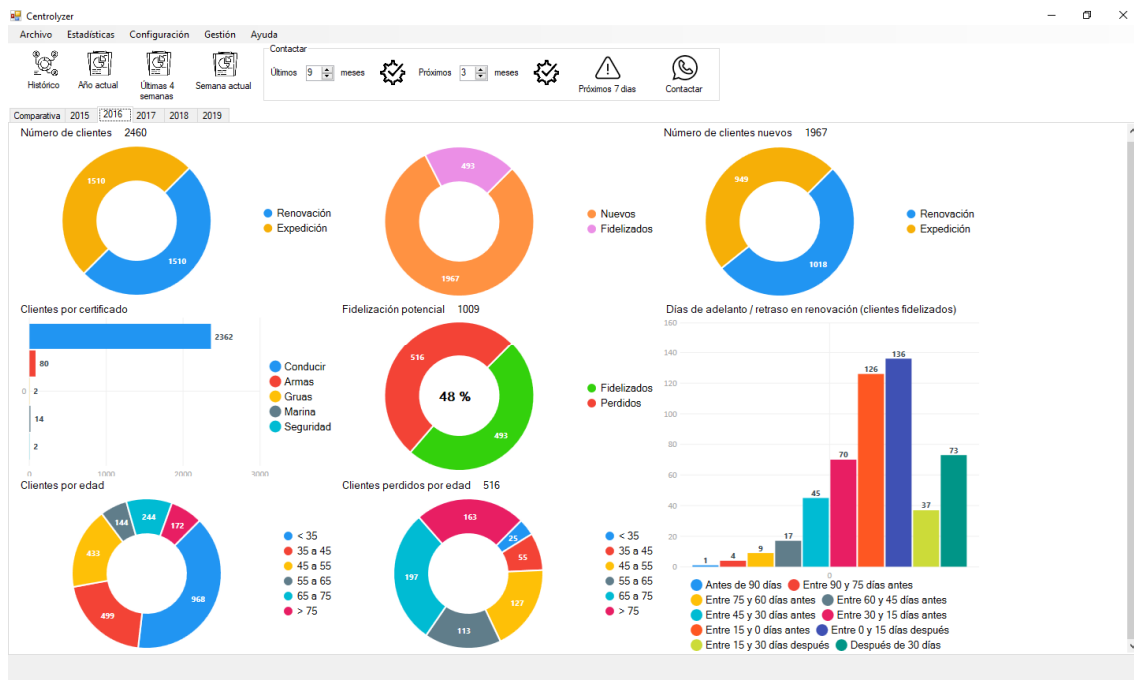 Centrolyzer
Archivo Estadísticas Configuración Gestión Ayuda
Contactar
Histórico
Año actual
Últimas 4
semanas
Semana actual
Últimos 9 meses
Próximos 3 meses
Próximos 7 dias
Contactar
Comparativa 2015 2016 2017 2018 2019
Número de clientes 2460
1510
1510
Renovación
Expedición
493
1967
Nuevos
Fidelizados
Número de clientes nuevos 1967
949
1018
Renovación
Expedición
Clientes por certificado
2362
80
0 2
14
2
0 1000 2000 3000
Conducir
Armas
Gruas
Marina
Seguridad
Fidelización potencial 1009
516
48 %
493
Fidelizados
Perdidos
Días de adelanto / retraso en renovación (clientes fidelizados)
160
140
120
100
80
60
40
20
0
1 4 9 17 45 70 126 136 37 73
0
Antes de 90 días Entre 90 y 75 días antes
Entre 75 y 60 días antes Entre 60 y 45 días antes
Entre 45 y 30 días antes Entre 30 y 15 días antes
Entre 15 y 0 días antes Entre 0 y 15 días después
Entre 15 y 30 días después Después de 30 días
Clientes por edad
144 244 172
433
499 968
< 35
35 a 45
45 a 55
55 a 65
65 a 75
> 75
Clientes perdidos por edad 516
163
25
55
197
127
113
< 35
35 a 45
45 a 55
55 a 65
65 a 75
> 75